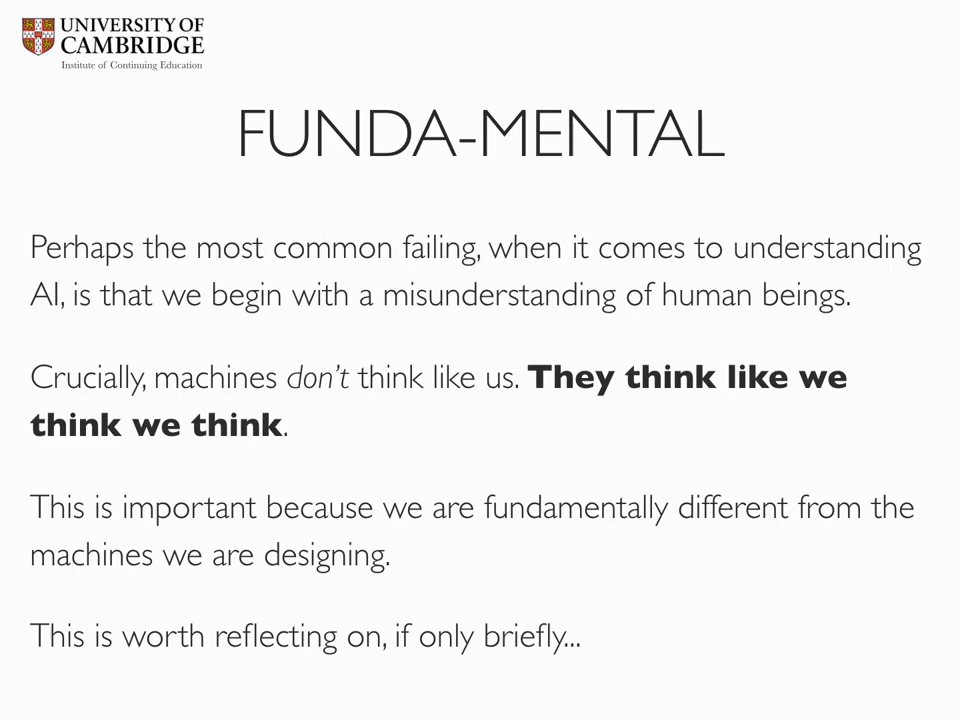 UNIVERSITY OF
CAMBRIDGE
Institute of Continuing Education
FUNDA-MENTAL
Perhaps the most common failing, when it comes to understanding
AI, is that we begin with a misunderstanding of human beings.
Crucially, machines don’t think like us. They think like we
think we think.
This is important because we are fundamentally different from the
machines we are designing.
This is worth reflecting on, if only briefly...